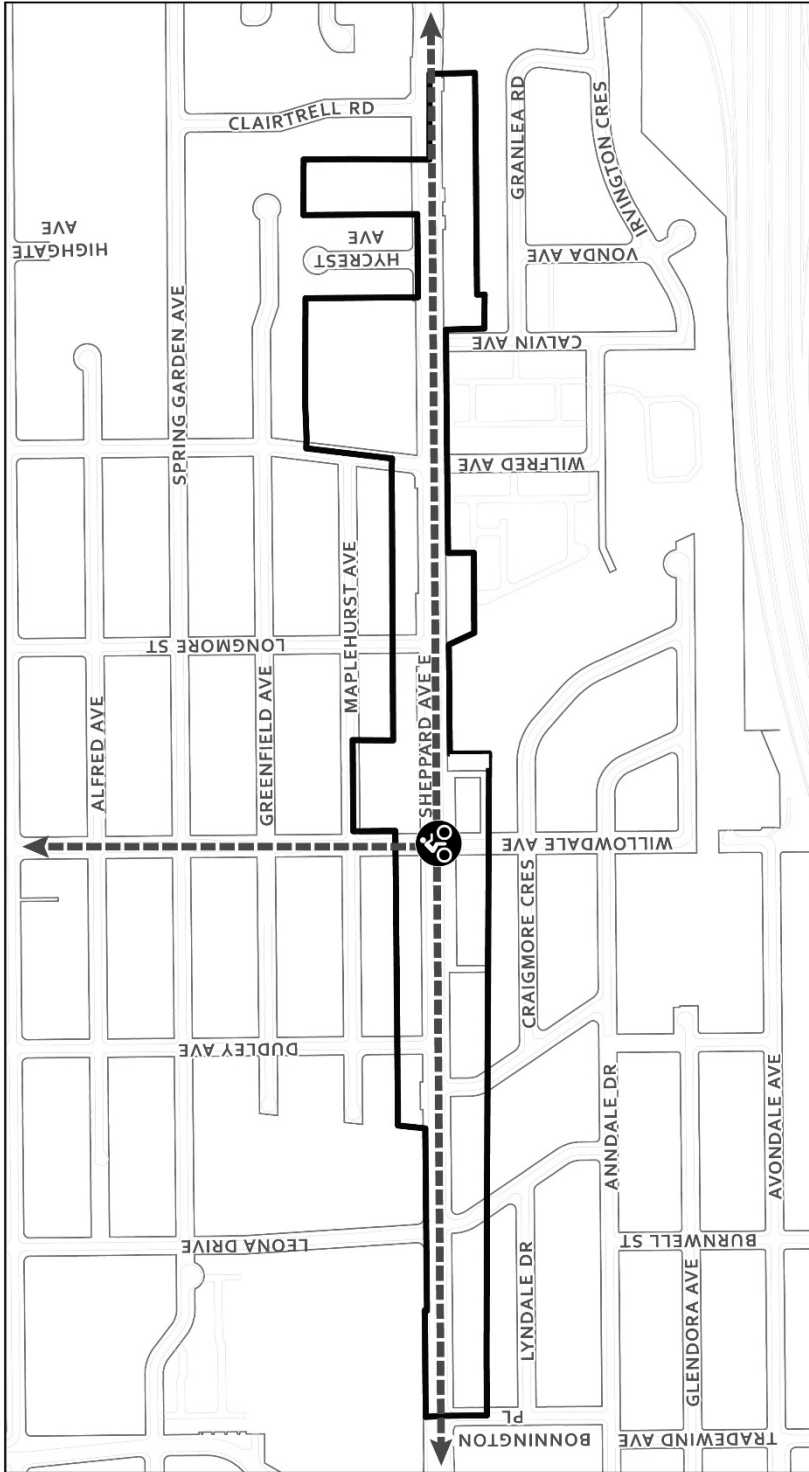 CLAIRTRELL RD
GRANLEA RD
IRVINGTON CRES
HIGHGATE
AVE
HYCREST
AVE
VONDA AVE
SPRING GARDEN AVE
CALVIN AVE
WILFRED AVE
MAPLEHURST AVE
LONGMORE ST
ALFRED AVE
GREENFIELD AVE
SHEPPARD AVE E
WILLOWDALE AVE
CRAIGMORE CRES
DUDLEY AVE
ANNDALE DR
AVONDALE AVE
LEONA DRIVE
BURNWELL ST
LYNDALE DR
GLENDORA AVE
BONNINGTON
PL
TRADEWIND AVE